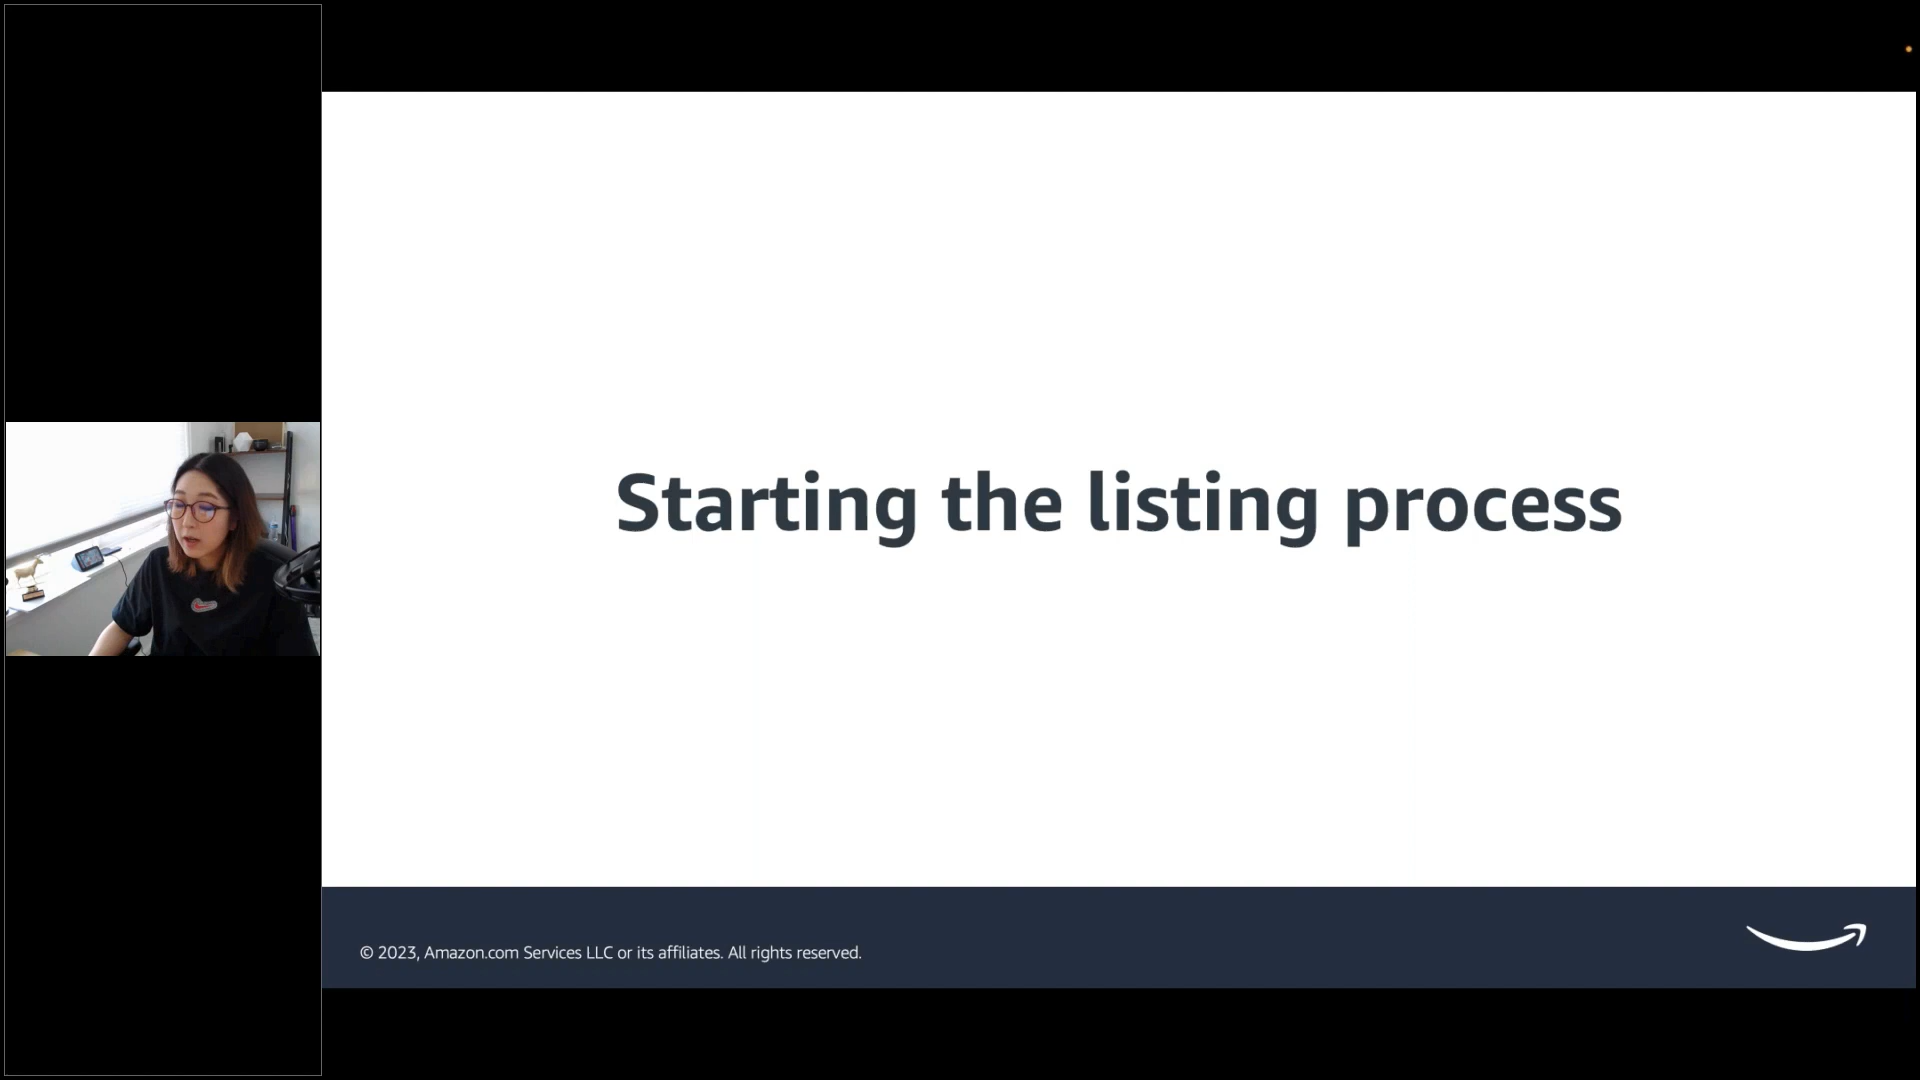 Starting the listing process
© 2023, Amazon.com Services LLC or its affiliates. All rights reserved.